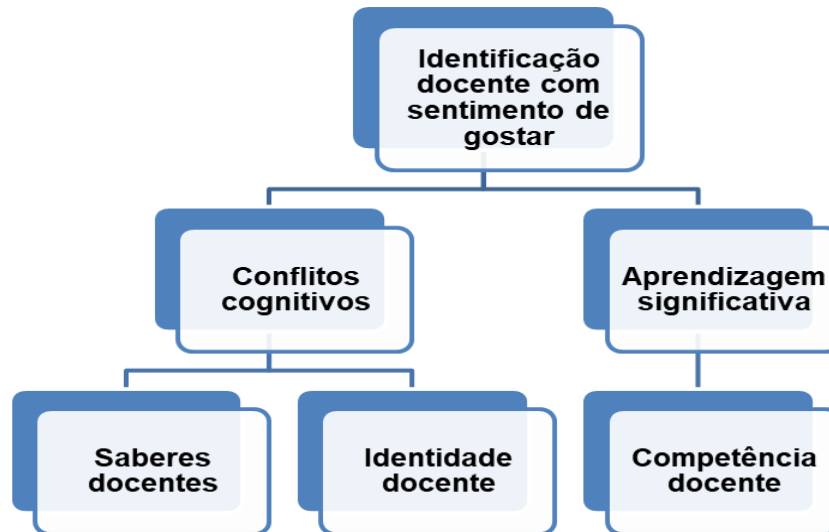 Identificação
docente com
sentimento de
gostar
Conflitos
cognitivos
Aprendizagem
significativa
Saberes
docentes
Identidade
docente
Competência
docente